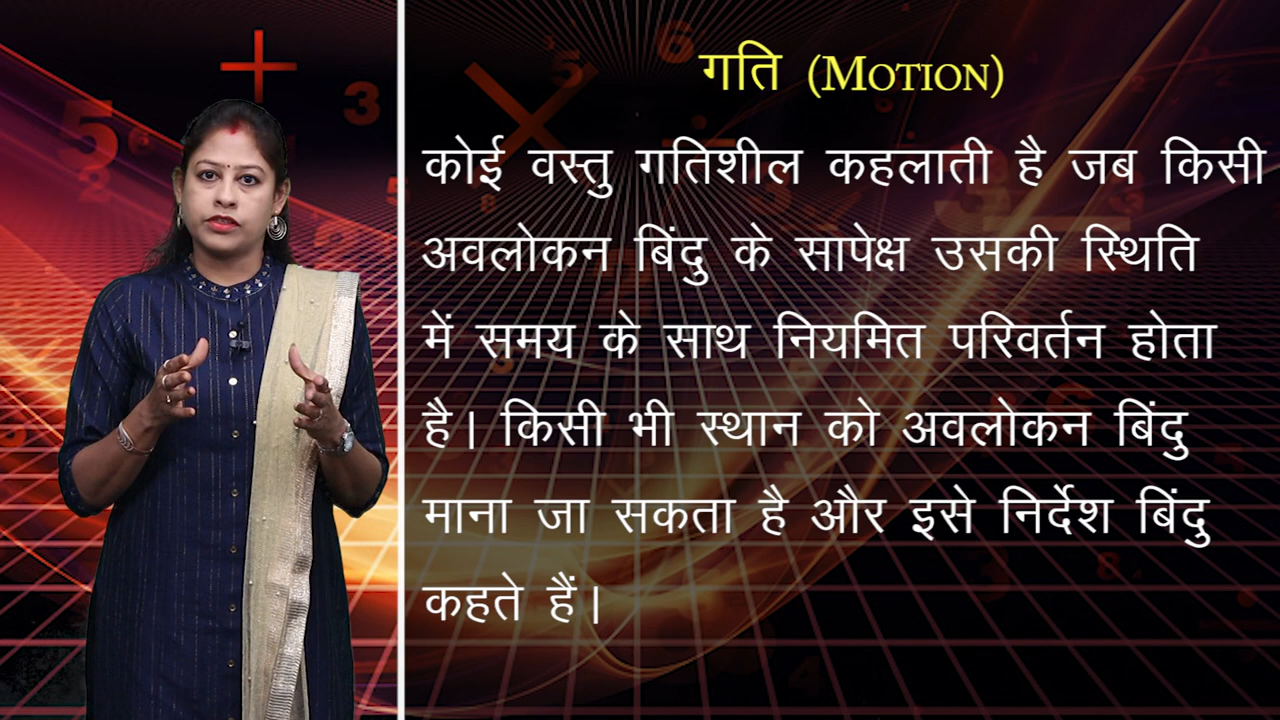 गति (MOTION)
कोई वस्तु गतिशील कहलाती है जब किसी
अवलोकन बिंदु के सापेक्ष उसकी स्थिति
में समय के साथ नियमित परिवर्तन होता
है। किसी भी स्थान को अवलोकन बिंदु
माना जा सकता है और इसे निर्देश बिंदु
कहते हैं।